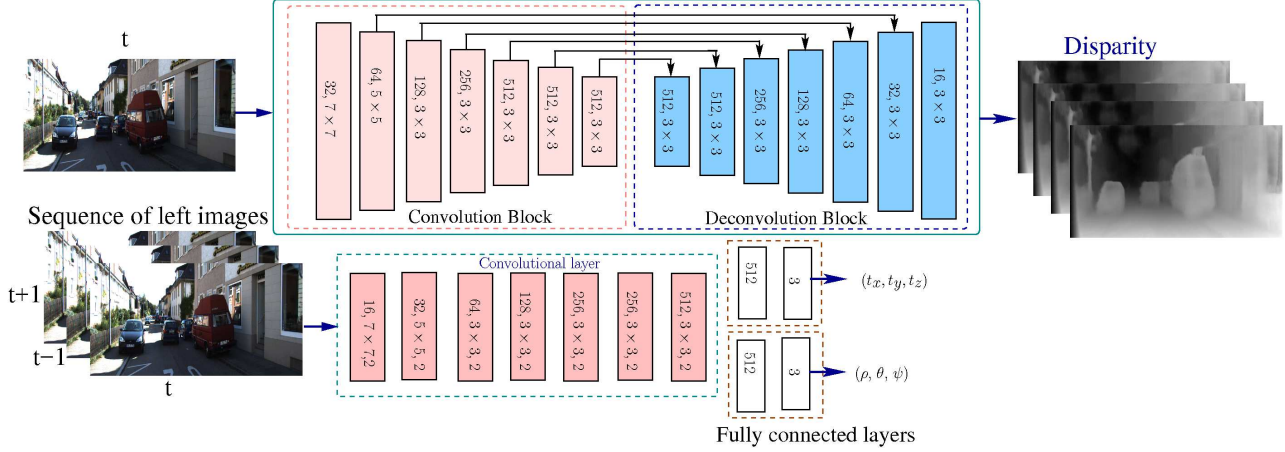 t
32, 7 × 7
64, 5 × 5
128, 3 × 3
256, 3 × 3
512, 3 × 3
512, 3 × 3
512, 3 × 3
Convolution Block
512, 3 × 3
512, 3 × 3
256, 3 × 3
128, 3 × 3
64, 3 × 3
32, 3 × 3
16, 3 × 3
Deconvolution Block
Disparity
Sequence of left images
t+1
t−1
t
Convolutional layer
16, 7 × 7,2
32, 5 × 5, 2
64, 3 × 3, 2
128, 3 × 3, 2
256, 3 × 3, 2
256, 3 × 3, 2
512, 3 × 3, 2
512
3
(t_x, t_y, t_z)
512
3
(ρ, θ, ψ)
Fully connected layers